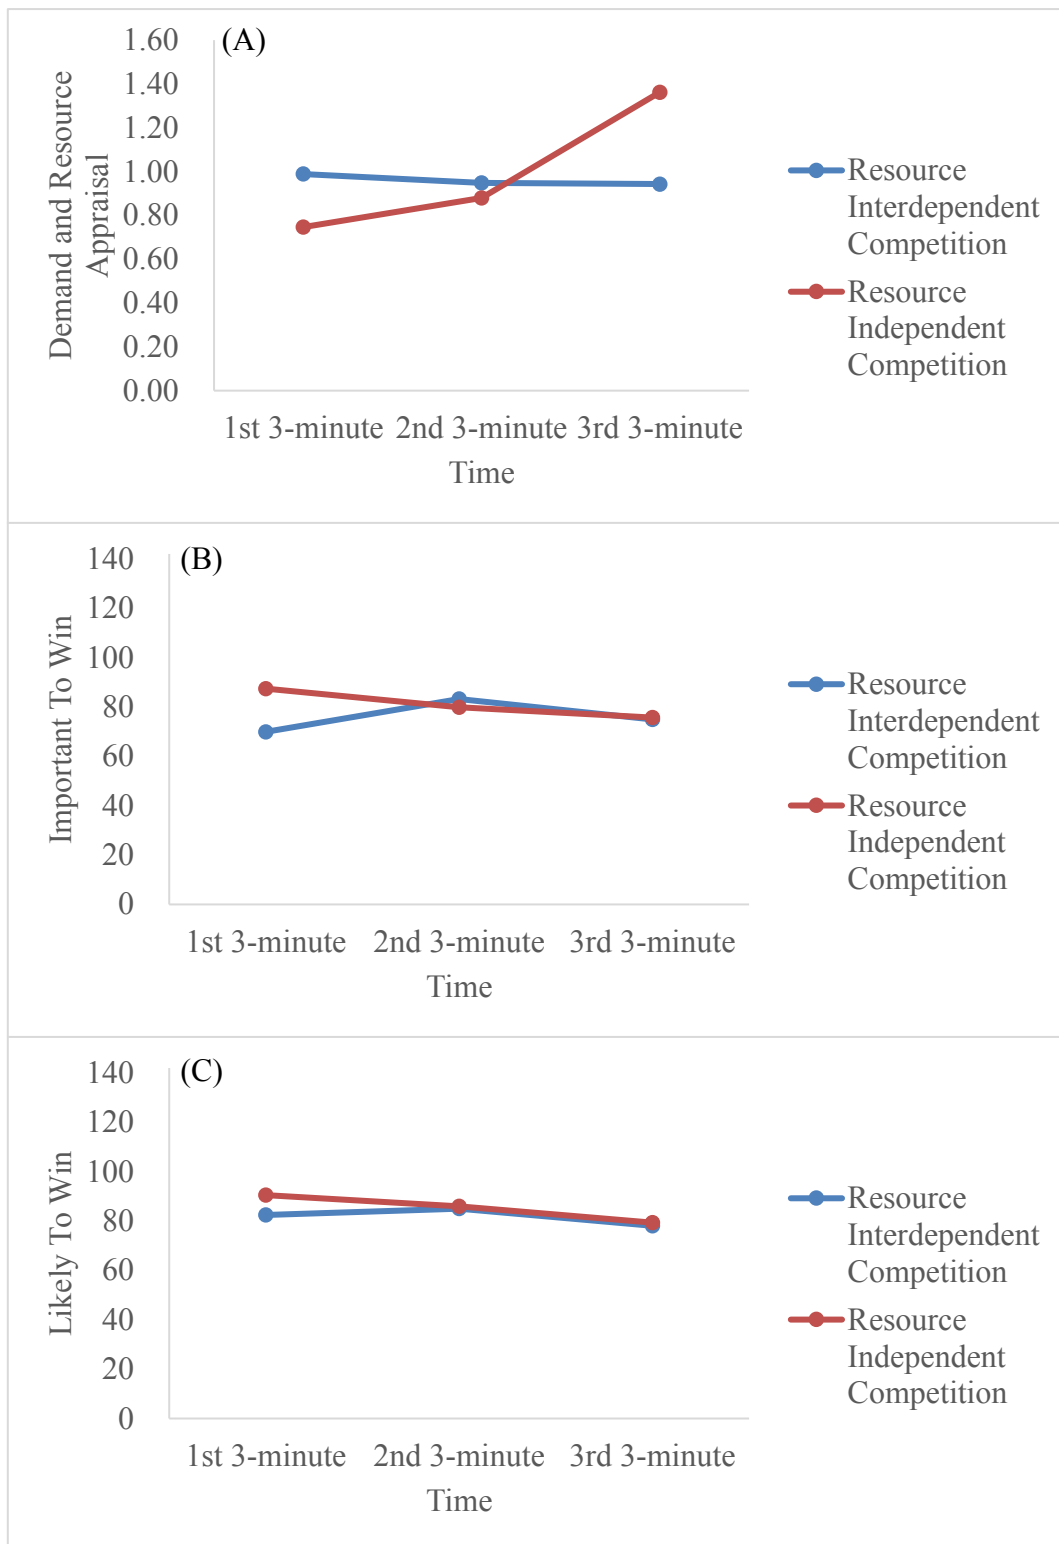 (A)
1.60
1.40
1.20
1.00
0.80
0.60
0.40
0.20
0.00
Demand and Resource
Appraisal
1st 3-minute 2nd 3-minute 3rd 3-minute
Time
Resource
Interdependent
Competition
Resource
Independent
Competition
(B)
140
120
100
80
60
40
20
0
Important To Win
1st 3-minute 2nd 3-minute 3rd 3-minute
Time
Resource
Interdependent
Competition
Resource
Independent
Competition
(C)
140
120
100
80
60
40
20
0
Likely To Win
1st 3-minute 2nd 3-minute 3rd 3-minute
Time
Resource
Interdependent
Competition
Resource
Independent
Competition